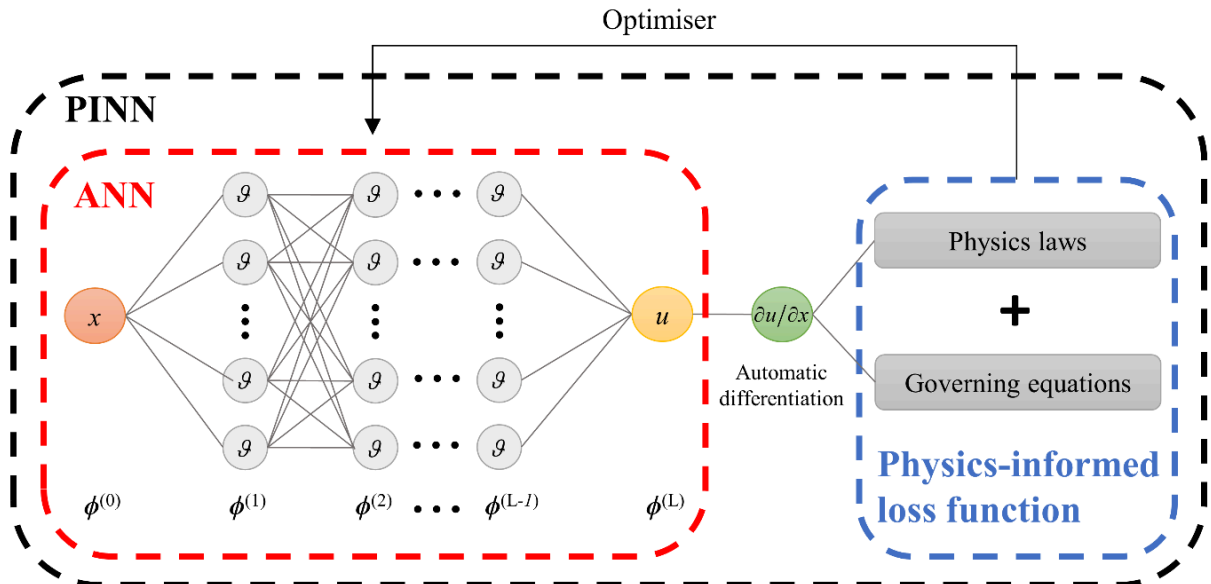 Optimiser
PINN
ANN
𝜗 𝜗 ••• 𝜗
𝜗 𝜗 ••• 𝜗
x
u
∂u/∂x
𝜗 𝜗 ••• 𝜗
𝜗 𝜗 ••• 𝜗
ϕ⁽⁰⁾ ϕ⁽¹⁾ ϕ⁽²⁾ ••• ϕ⁽ᴸ⁻¹⁾ ϕ⁽ᴸ⁾
Automatic
differentiation
Physics laws
+
Governing equations
Physics-informed
loss function